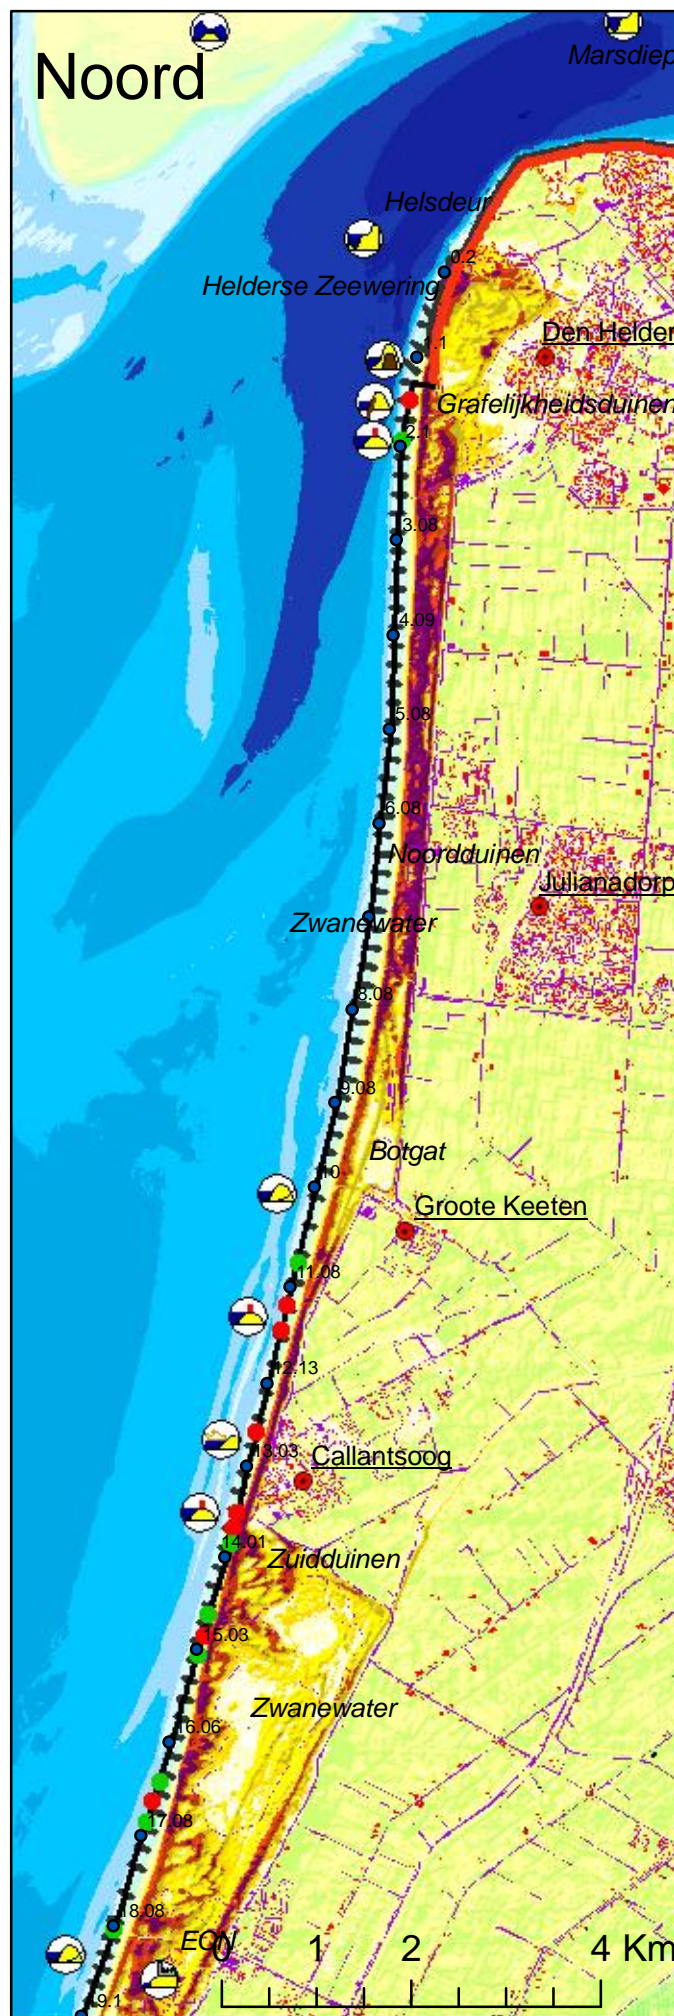 Noord
Marsdiep
Helsdeur
0.2
Helderse Zeewering
1.1
Den Helder
Grafelijkheidsduinen
2.1
3.08
4.09
5.08
6.08
Noordduinen
Julianadorp
Zwanewater
8.08
9.08
Botgat
10
Groote Keeten
11.08
12.13
13.03
Callantsoog
14.01
Zuidduinen
15.03
Zwanewater
16.06
17.08
18.08
ECN
0 1 2 4 Km
19.1